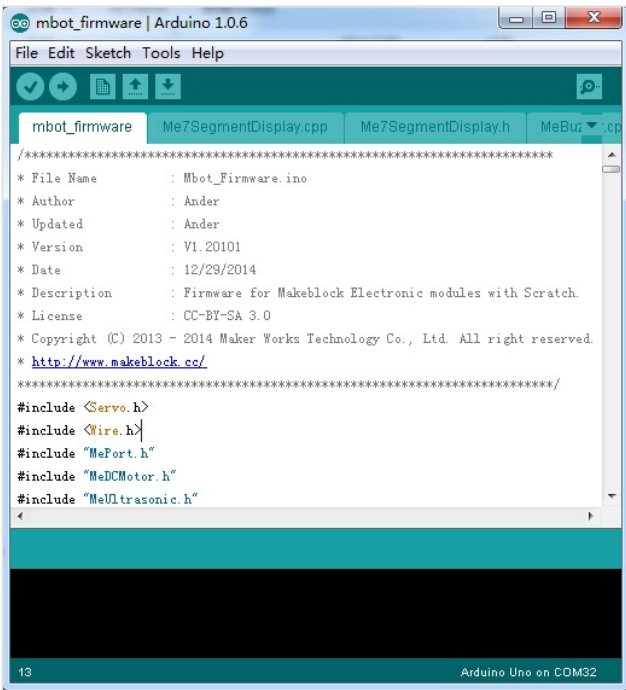 mbot_firmware | Arduino 1.0.6
File Edit Sketch Tools Help
mbot_firmware Me7SegmentDisplay.cpp Me7SegmentDisplay.h MeBuz .cp
/*************************************************************************
* File Name : Mbot_Firmware.ino
* Author : Ander
* Updated : Ander
* Version : V1.20101
* Date : 12/29/2014
* Description : Firmware for Makeblock Electronic modules with Scratch.
* License : CC-BY-SA 3.0
* Copyright (C) 2013 - 2014 Maker Works Technology Co., Ltd. All right reserved.
* http://www.makeblock.cc/
**************************************************************************/
#include <Servo.h>
#include <Wire.h>
#include "MePort.h"
#include "MeDCMotor.h"
#include "MeUltrasonic.h"
13 Arduino Uno on COM32